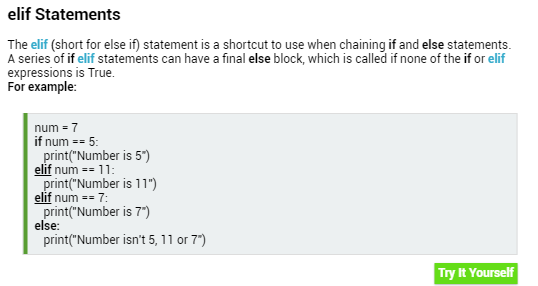 elif Statements
The elif (short for else if) statement is a shortcut to use when chaining if and else statements.
A series of if elif statements can have a final else block, which is called if none of the if or elif
expressions is True.
For example:
num = 7
if num == 5:
   print("Number is 5")
elif num == 11:
   print("Number is 11")
elif num == 7:
   print("Number is 7")
else:
   print("Number isn't 5, 11 or 7")
Try It Yourself